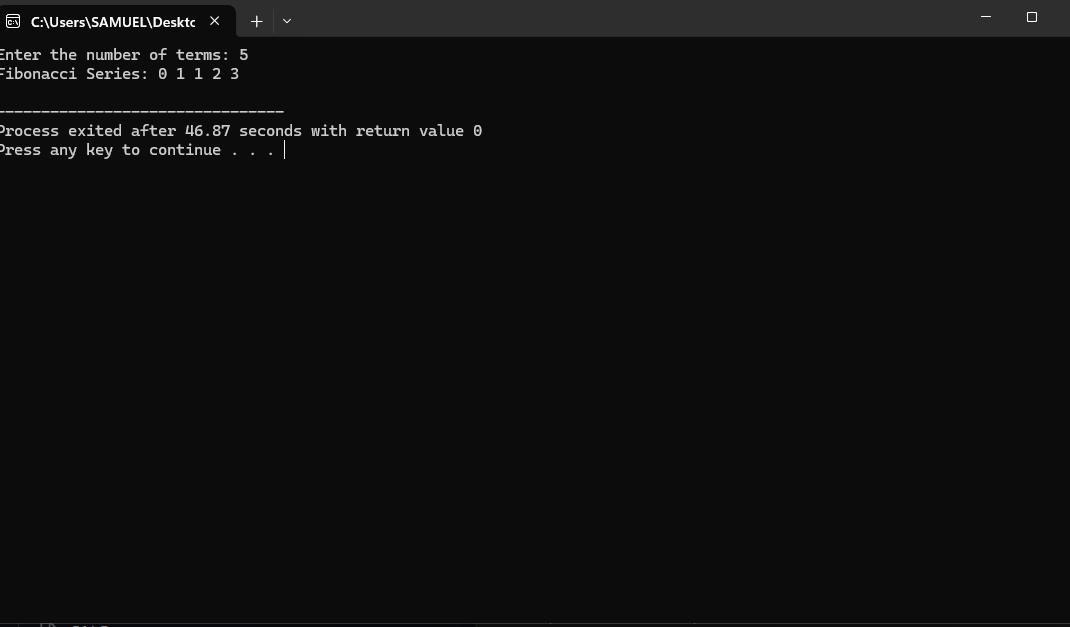 C:\Users\SAMUEL\Deskto
Enter the number of terms: 5
Fibonacci Series: 0 1 1 2 3
--------------------------------
Process exited after 46.87 seconds with return value 0
Press any key to continue . . .